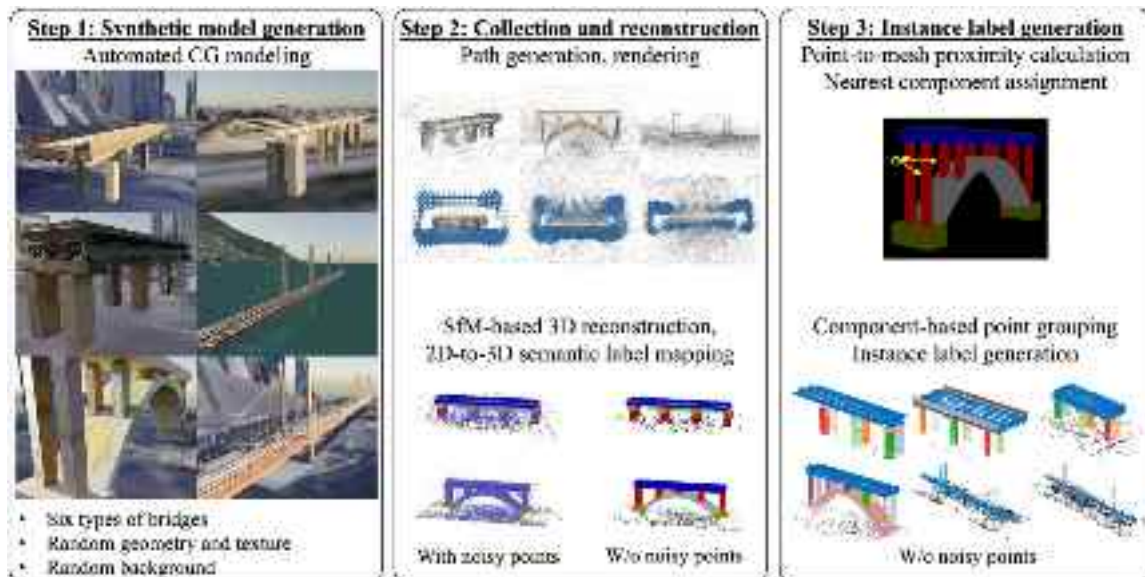 Step 1: Synthetic model generation
Automated CG modeling
• Six types of bridges
• Random geometry and texture
• Random background
Step 2: Collection and reconstruction
Path generation, rendering
SfM-based 3D reconstruction,
2D-to-3D semantic label mapping
With noisy points
W/o noisy points
Step 3: Instance label generation
Point-to-mesh proximity calculation
Nearest component assignment
Component-based point grouping
Instance label generation
W/o noisy points